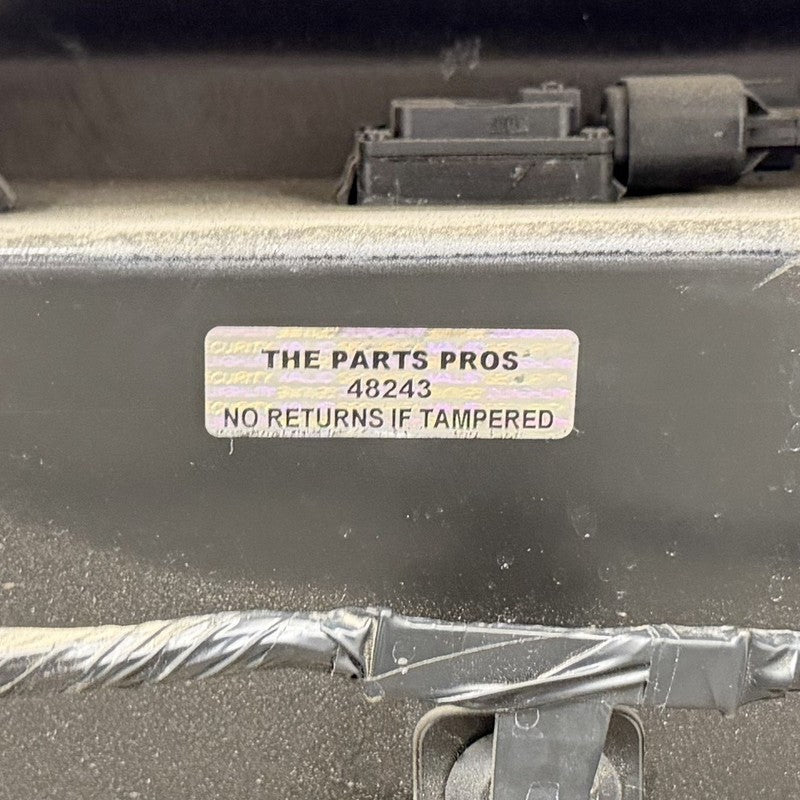 THE PARTS PROS
48243
NO RETURNS IF TAMPERED